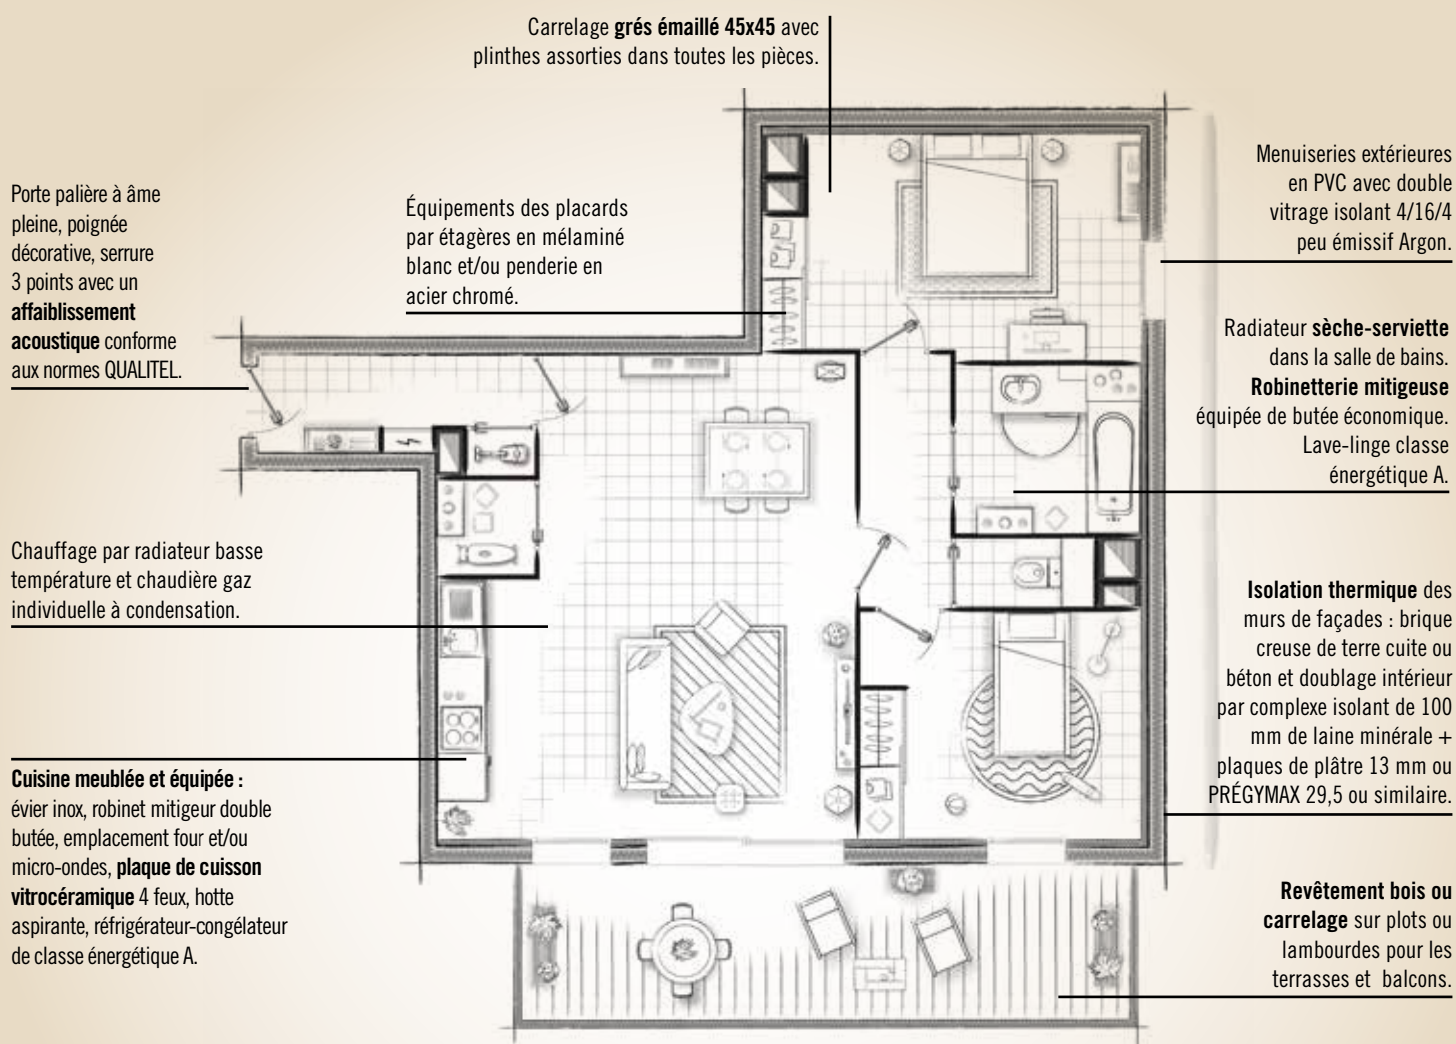 Carrelage grés émaillé 45x45 avec
plinthes assorties dans toutes les pièces.
Porte palière à âme
pleine, poignée
décorative, serrure
3 points avec un
affaiblissement
acoustique conforme
aux normes QUALITEL.
Équipements des placards
par étagères en mélaminé
blanc et/ou penderie en
acier chromé.
Menuiseries extérieures
en PVC avec double
vitrage isolant 4/16/4
peu émissif Argon.
Radiateur sèche-serviette
dans la salle de bains.
Robinetterie mitigeuse
équipée de butée économique.
Lave-linge classe
énergétique A.
Chauffage par radiateur basse
température et chaudière gaz
individuelle à condensation.
Isolation thermique des
murs de façades : brique
creuse de terre cuite ou
béton et doublage intérieur
par complexe isolant de 100
mm de laine minérale +
plaques de plâtre 13 mm ou
PRÉGYMAX 29,5 ou similaire.
Cuisine meublée et équipée :
évier inox, robinet mitigeur double
butée, emplacement four et/ou
micro-ondes, plaque de cuisson
vitrocéramique 4 feux, hotte
aspirante, réfrigérateur-congélateur
de classe énergétique A.
Revêtement bois ou
carrelage sur plots ou
lambourdes pour les
terrasses et balcons.